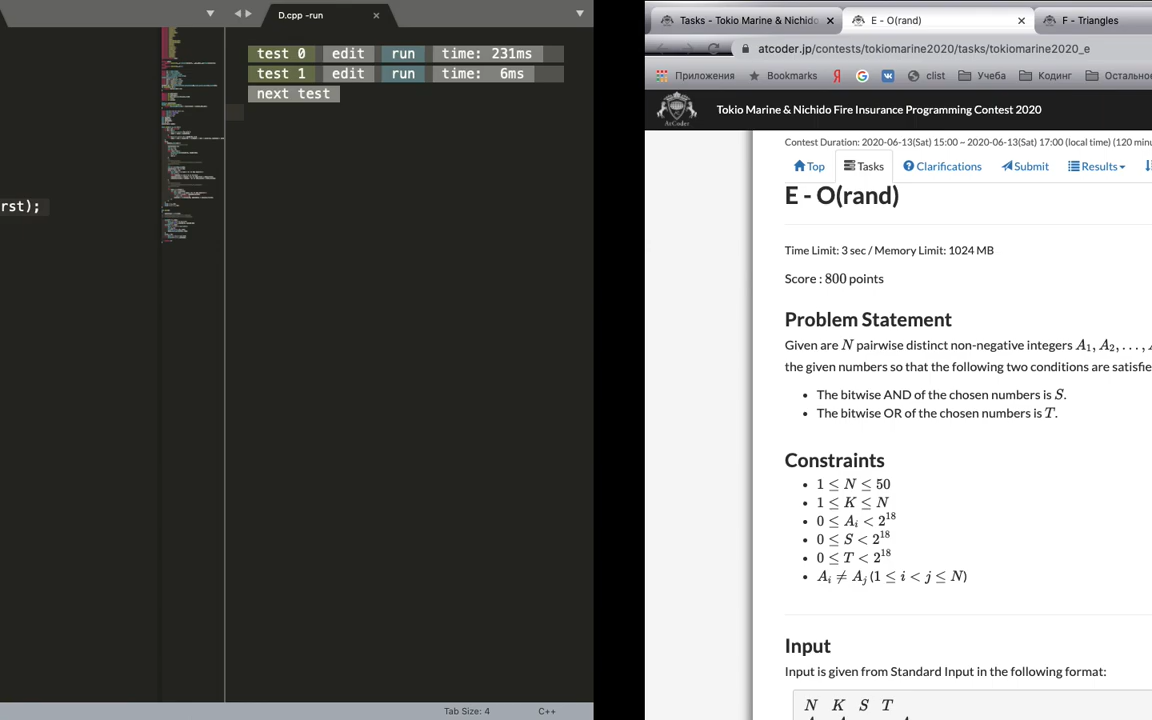 D.cpp -run
test 0 edit run time: 231ms
test 1 edit run time: 6ms
next test
rst);
Tab Size: 4 C++
Tasks - Tokio Marine & Nichido
E - O(rand)
F - Triangles
atcoder.jp/contests/tokiomarine2020/tasks/tokiomarine2020_e
Приложения Bookmarks Я G clist Учеба Кодинг Остально
AtCoder
Tokio Marine & Nichido Fire Insurance Programming Contest 2020
Contest Duration: 2020-06-13(Sat) 15:00 ~ 2020-06-13(Sat) 17:00 (local time) (120 minu
Top Tasks Clarifications Submit Results
E - O(rand)
Time Limit: 3 sec / Memory Limit: 1024 MB
Score : 800 points
Problem Statement
Given are N pairwise distinct non-negative integers A₁, A₂, . . . ,
the given numbers so that the following two conditions are satisfie
• The bitwise AND of the chosen numbers is S.
• The bitwise OR of the chosen numbers is T.
Constraints
• 1 ≤ N ≤ 50
• 1 ≤ K ≤ N
• 0 ≤ Aᵢ < 2¹⁸
• 0 ≤ S < 2¹⁸
• 0 ≤ T < 2¹⁸
• Aᵢ ≠ Aⱼ (1 ≤ i < j ≤ N)
Input
Input is given from Standard Input in the following format:
N K S T